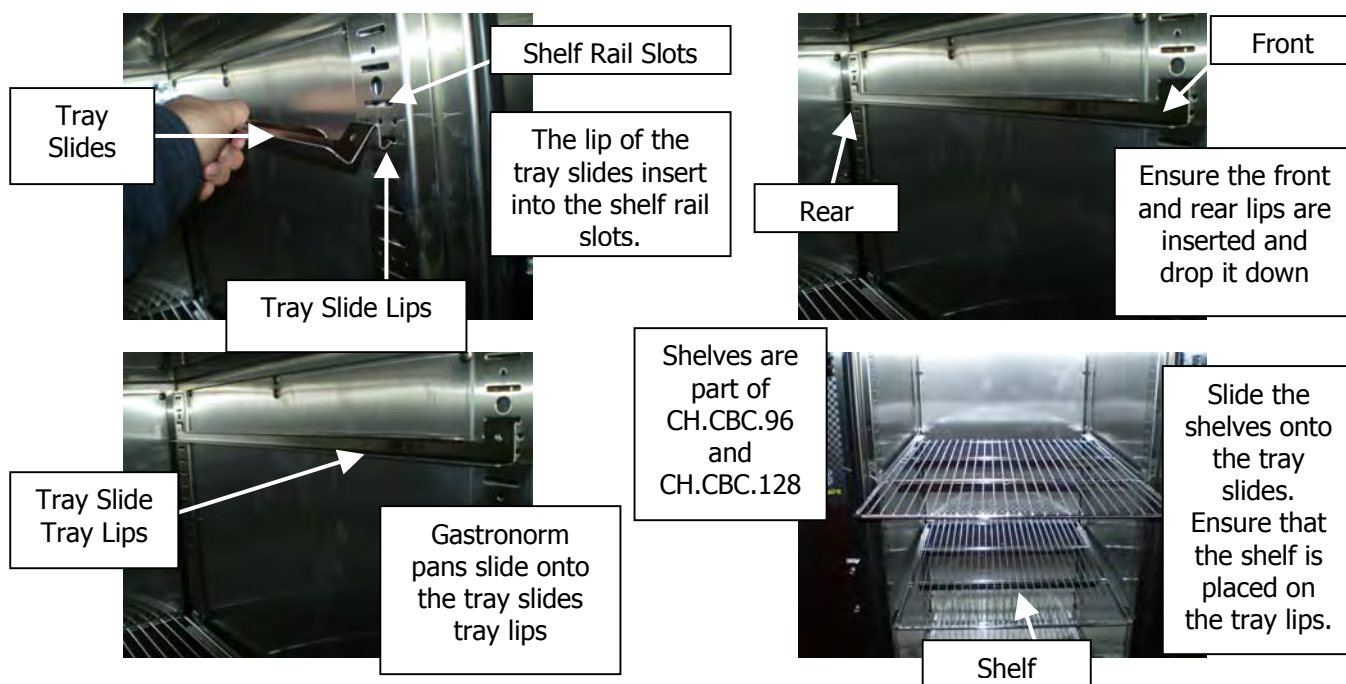 Tray
Slides
Shelf Rail Slots
The lip of the
tray slides insert
into the shelf rail
slots.
Tray Slide Lips
Front
Rear
Ensure the front
and rear lips are
inserted and
drop it down
Tray Slide
Tray Lips
Gastronorm
pans slide onto
the tray slides
tray lips
Shelves are
part of
CH.CBC.96
and
CH.CBC.128
Slide the
shelves onto
the tray
slides.
Ensure that
the shelf is
placed on
the tray lips.
Shelf